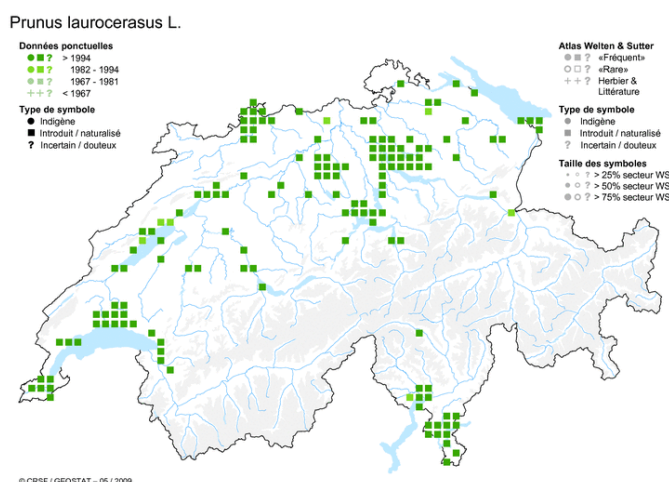 Prunus laurocerasus L.
Données ponctuelles
? > 1994
? 1982 - 1994
? 1967 - 1981
++? < 1967
Type de symbole
Indigène
Introduit / naturalisé
? Incertain / douteux
Atlas Welten & Sutter
? «Fréquent»
? «Rare»
++? Herbier &
Littérature
Type de symbole
Indigène
Introduit / naturalisé
? Incertain / douteux
Taille des symboles
? > 25% secteur WS
? > 50% secteur WS
? > 75% secteur WS
© CRSF / GEOSTAT – 05 / 2009